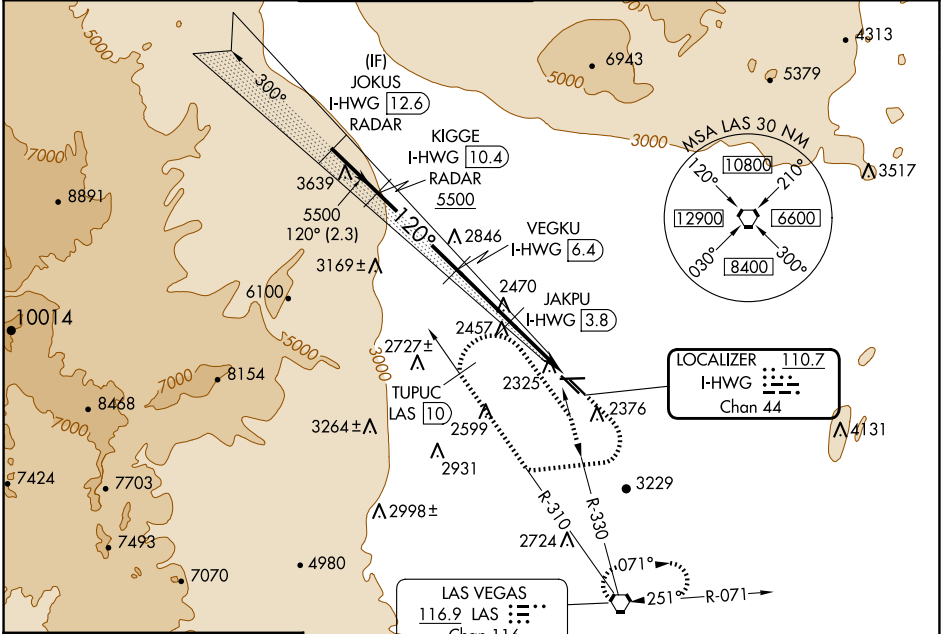 5000
300°
(IF)
JOKUS
I-HWG 12.6
RADAR
6943
5000
4313
5379
3000
7000
8891
3639
KIGGE
I-HWG 10.4
RADAR
5500
5500
120° (2.3)
120°
2846
VEGKU
I-HWG 6.4
MSA LAS 30 NM
120°
10800
210°
12900
6600
030°
8400
300°
3517
3169±
6100
10014
5000
3000
2470
2457
JAKPU
I-HWG 3.8
2727±
TUPUC
LAS 10
2325
LOCALIZER 110.7
I-HWG
Chan 44
7000
8154
8468
7000
3264±
2599
2376
4131
2931
7424
7703
3229
R-310
R-330
2998±
7493
2724
7070
4980
071°
251°
R-071
LAS VEGAS
116.9 LAS
Chan 116